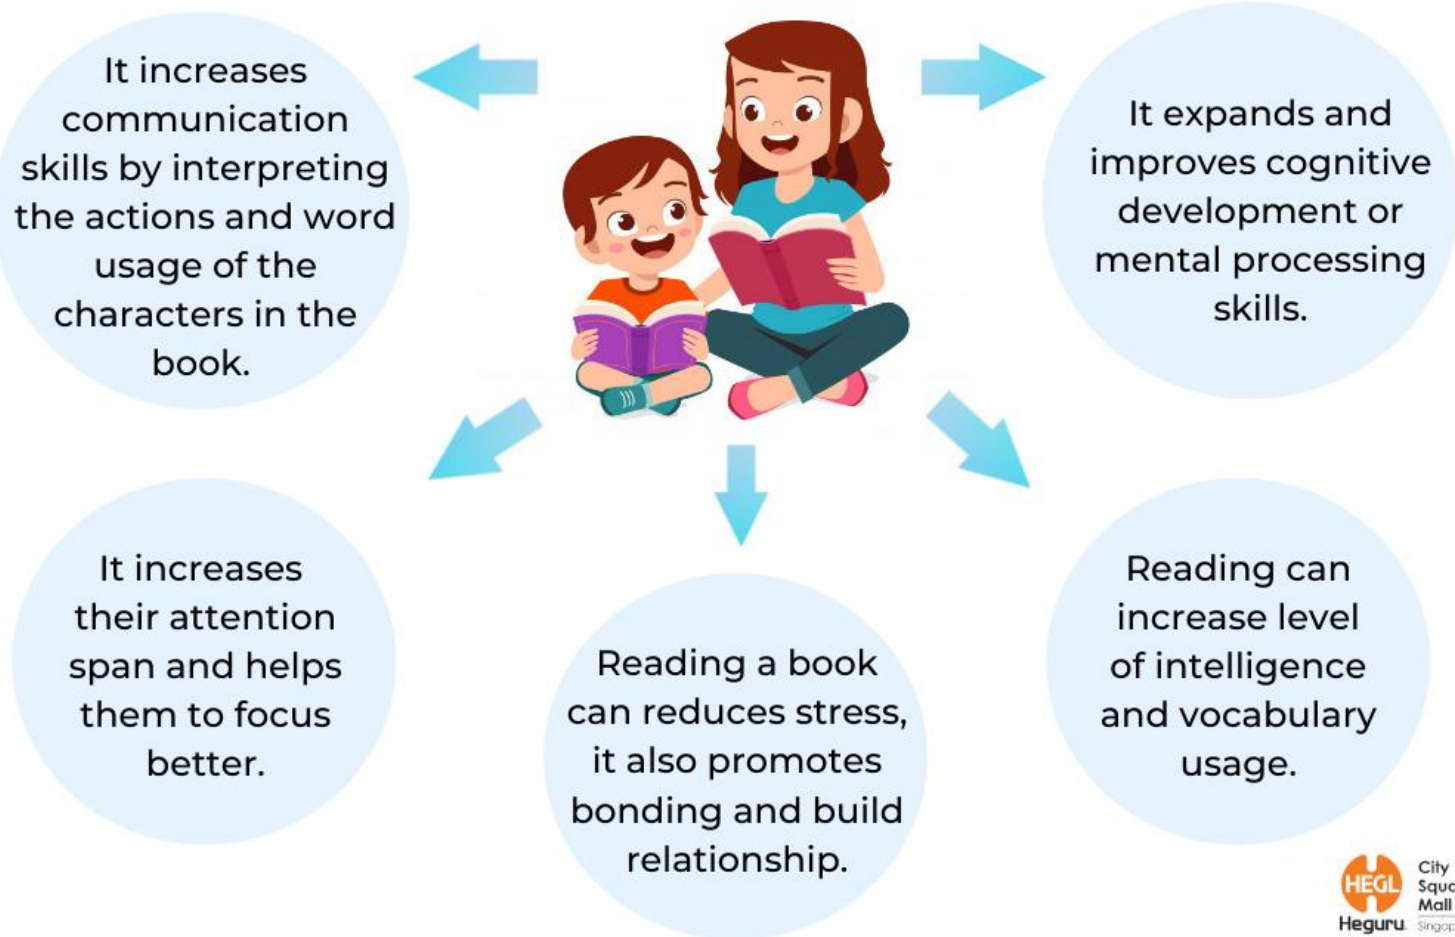 It increases
communication
skills by interpreting
the actions and word
usage of the
characters in the
book.
It expands and
improves cognitive
development or
mental processing
skills.
It increases
their attention
span and helps
them to focus
better.
Reading a book
can reduces stress,
it also promotes
bonding and build
relationship.
Reading can
increase level
of intelligence
and vocabulary
usage.
HEGL
Heguru
City
Mall